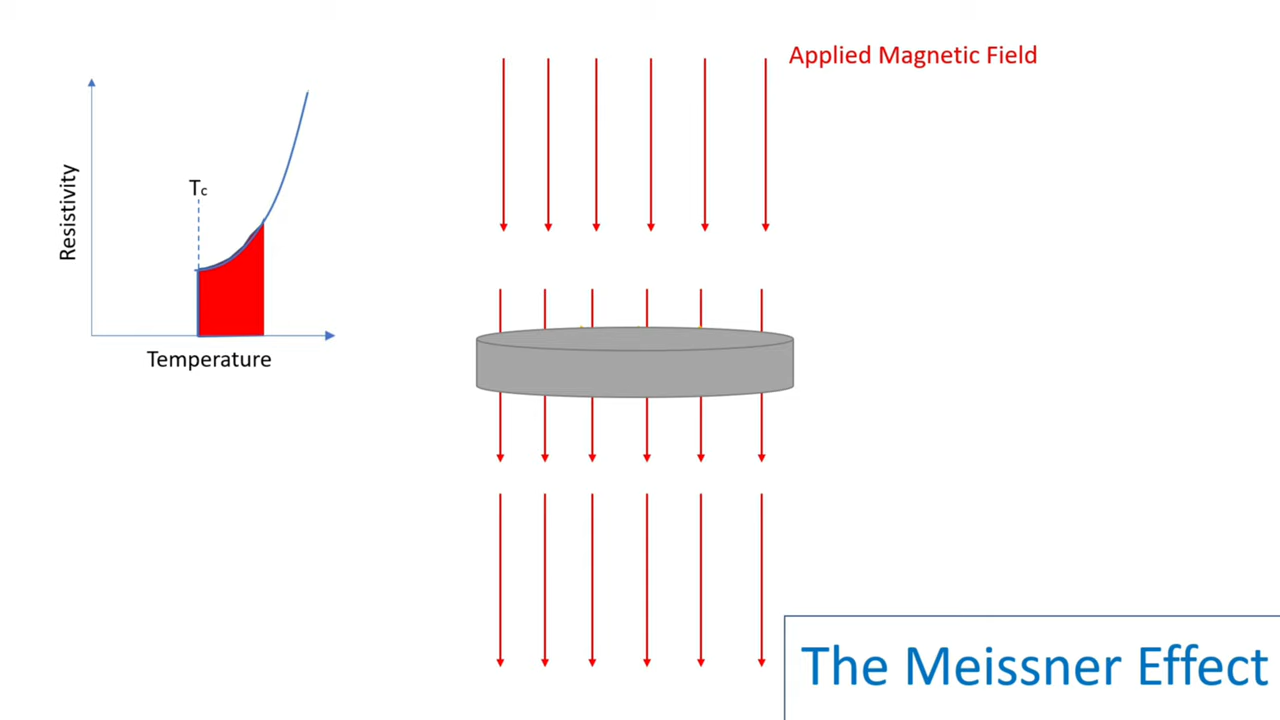 Applied Magnetic Field
Tc
Resistivity
Temperature
The Meissner Effect